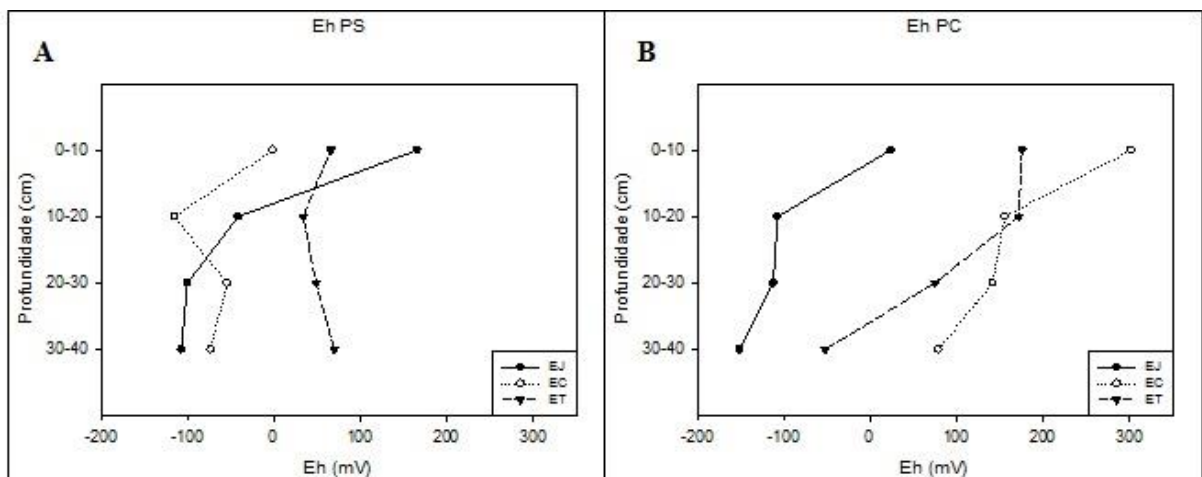 Eh PS
A
Profundidade (cm)
0-10
10-20
20-30
30-40
EJ
EC
ET
-200 -100 0 100 200 300
Eh (mV)
Eh PC
B
Profundidade (cm)
0-10
10-20
20-30
30-40
EJ
EC
ET
-200 -100 0 100 200 300
Eh (mV)